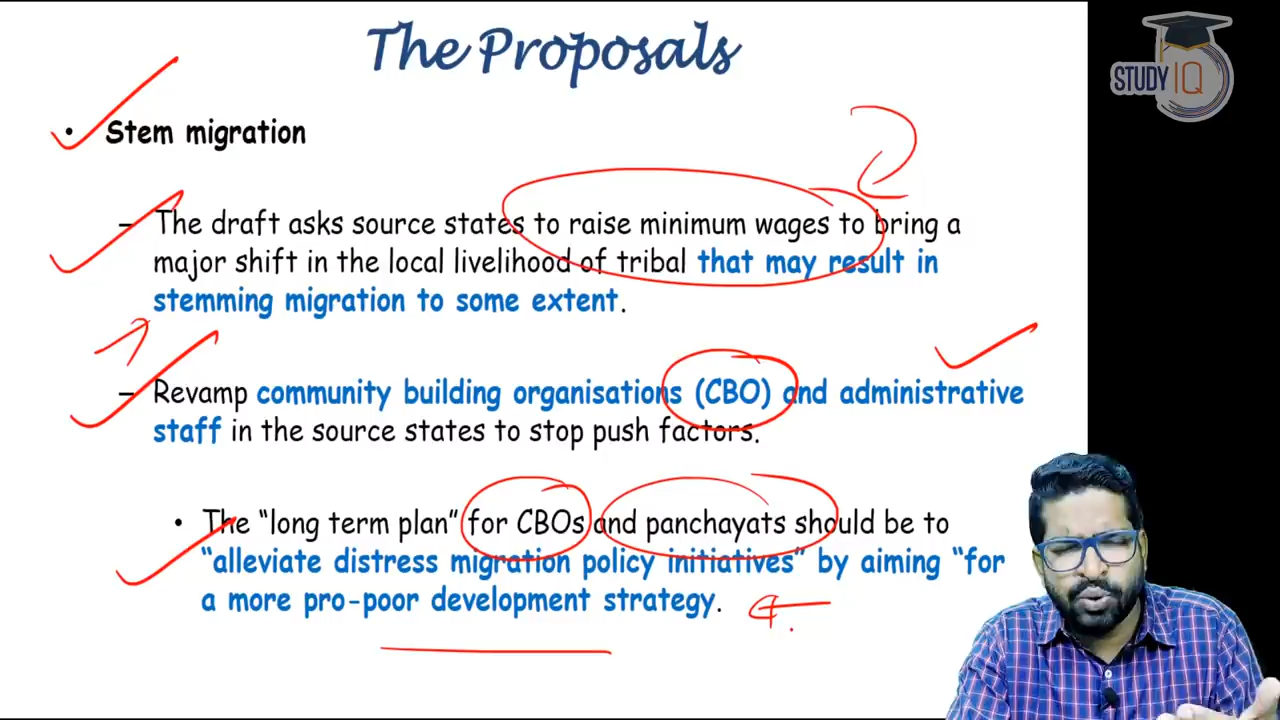 The Proposals
STUDY IQ
• Stem migration
– The draft asks source states to raise minimum wages to bring a
major shift in the local livelihood of tribal that may result in
stemming migration to some extent.
– Revamp community building organisations (CBO) and administrative
staff in the source states to stop push factors.
• The “long term plan” for CBOs and panchayats should be to
“alleviate distress migration policy initiatives” by aiming “for
a more pro-poor development strategy.